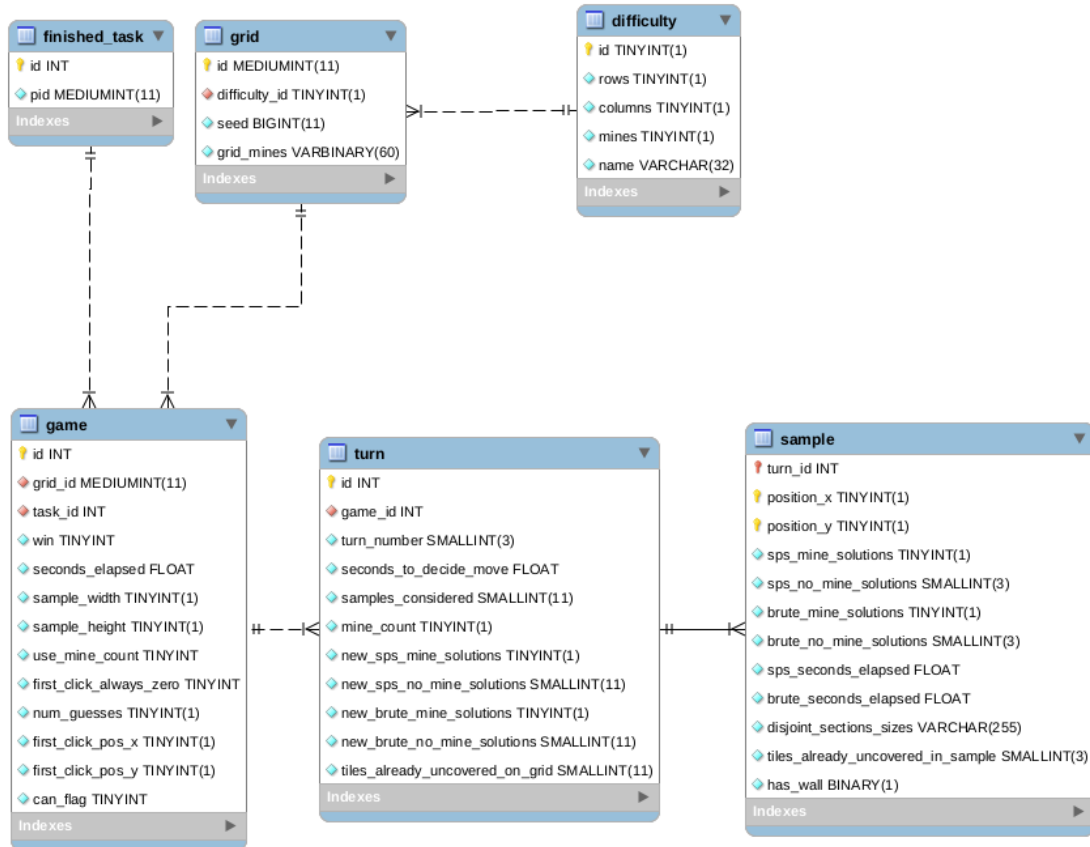 finished_task
id INT
pid MEDIUMINT(11)
Indexes
grid
id MEDIUMINT(11)
difficulty_id TINYINT(1)
seed BIGINT(11)
grid_mines VARBINARY(60)
Indexes
difficulty
id TINYINT(1)
rows TINYINT(1)
columns TINYINT(1)
mines TINYINT(1)
name VARCHAR(32)
Indexes
game
id INT
grid_id MEDIUMINT(11)
task_id INT
win TINYINT
seconds_elapsed FLOAT
sample_width TINYINT(1)
sample_height TINYINT(1)
use_mine_count TINYINT
first_click_always_zero TINYINT
num_guesses TINYINT(1)
first_click_pos_x TINYINT(1)
first_click_pos_y TINYINT(1)
can_flag TINYINT
Indexes
turn
id INT
game_id INT
turn_number SMALLINT(3)
seconds_to_decide_move FLOAT
samples_considered SMALLINT(11)
mine_count TINYINT(1)
new_sps_mine_solutions TINYINT(1)
new_sps_no_mine_solutions SMALLINT(11)
new_brute_mine_solutions TINYINT(1)
new_brute_no_mine_solutions SMALLINT(11)
tiles_already_uncovered_on_grid SMALLINT(11)
Indexes
sample
turn_id INT
position_x TINYINT(1)
position_y TINYINT(1)
sps_mine_solutions TINYINT(1)
sps_no_mine_solutions SMALLINT(3)
brute_mine_solutions TINYINT(1)
brute_no_mine_solutions SMALLINT(3)
sps_seconds_elapsed FLOAT
brute_seconds_elapsed FLOAT
disjoint_sections_sizes VARCHAR(255)
tiles_already_uncovered_in_sample SMALLINT(3)
has_wall BINARY(1)
Indexes